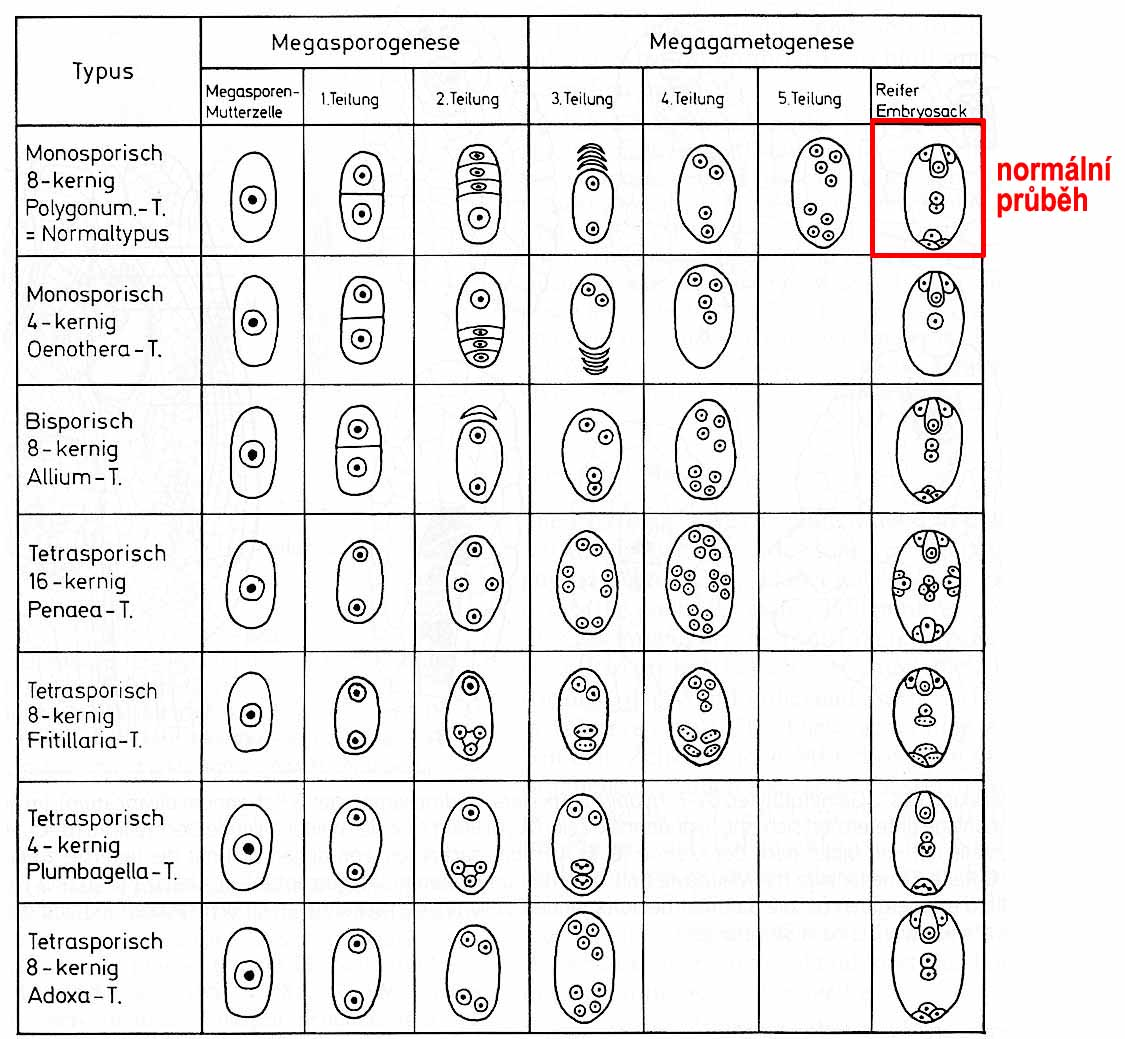 Typus
Megasporogenese
Megagametogenese
Megasporen-
Mutterzelle
1.Teilung
2.Teilung
3.Teilung
4.Teilung
5.Teilung
Reifer
Embryosack
Monosporisch
8-kernig
Polygonum.-T.
= Normaltypus
normální
průběh
Monosporisch
4-kernig
Oenothera-T.
Bisporisch
8-kernig
Allium-T.
Tetrasporisch
16-kernig
Penaea-T.
Tetrasporisch
8-kernig
Fritillaria-T.
Tetrasporisch
4-kernig
Plumbagella-T.
Tetrasporisch
8-kernig
Adoxa-T.